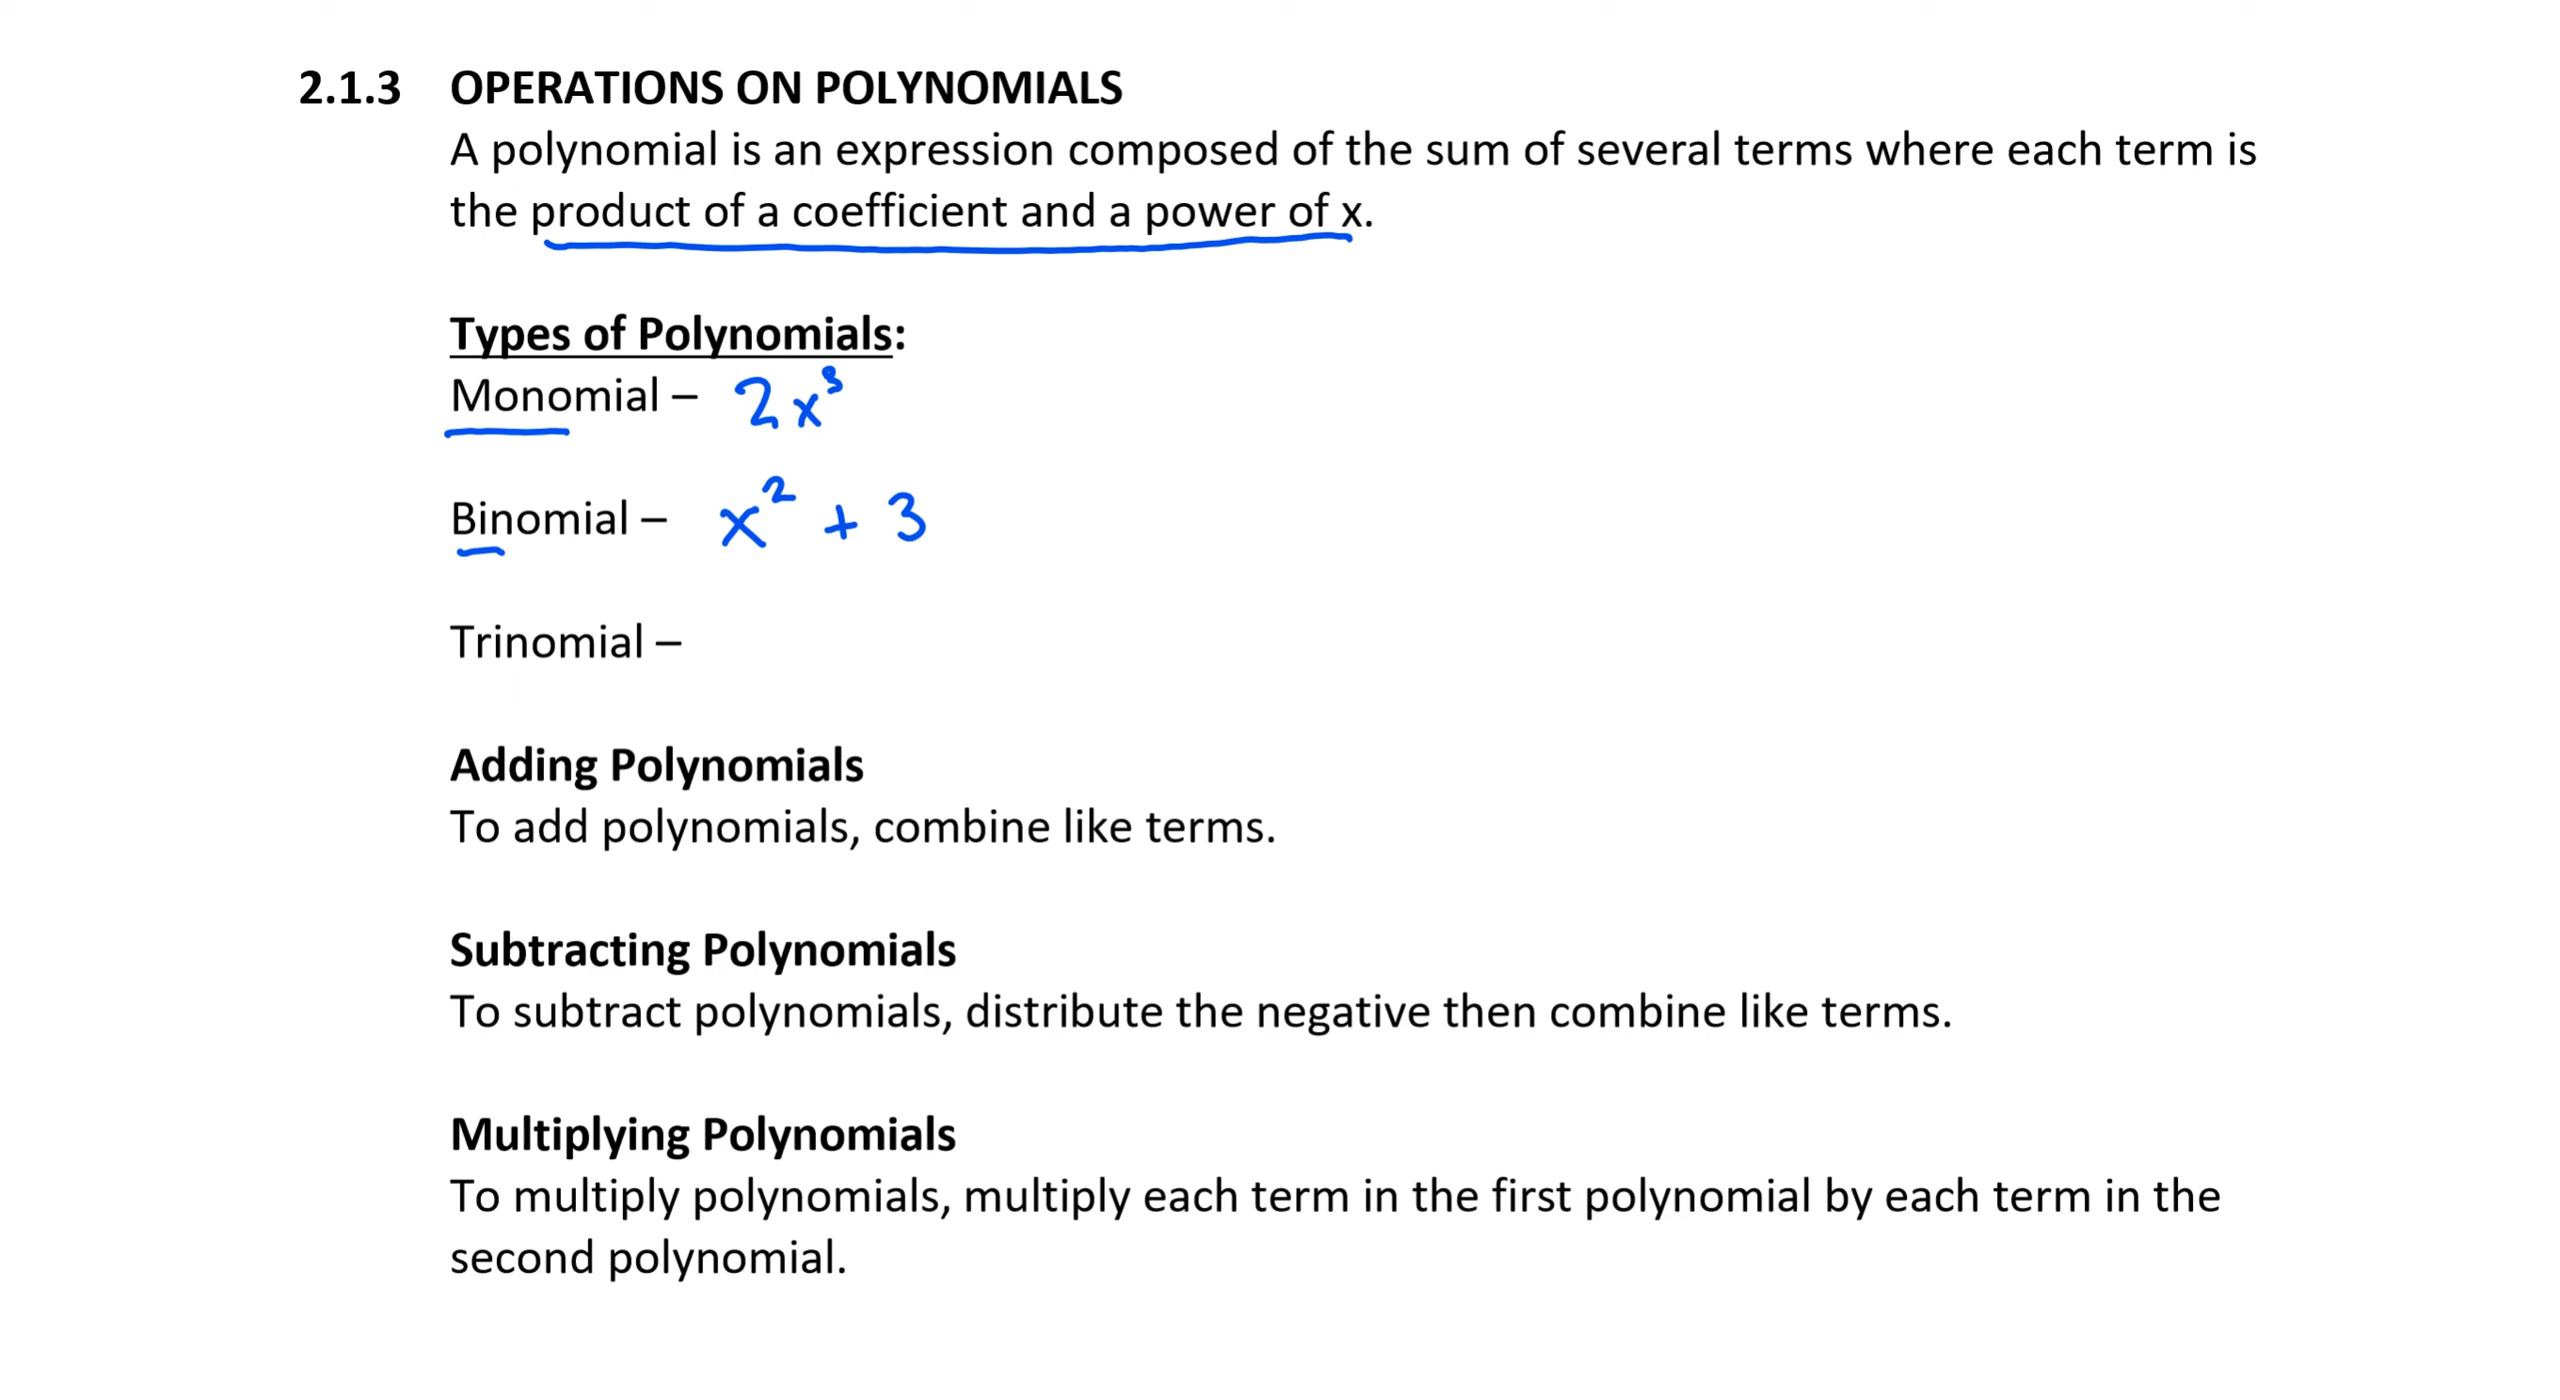 2.1.3 OPERATIONS ON POLYNOMIALS
A polynomial is an expression composed of the sum of several terms where each term is
the product of a coefficient and a power of x.
Types of Polynomials:
Monomial – 2x³
Binomial – x² + 3
Trinomial –
Adding Polynomials
To add polynomials, combine like terms.
Subtracting Polynomials
To subtract polynomials, distribute the negative then combine like terms.
Multiplying Polynomials
To multiply polynomials, multiply each term in the first polynomial by each term in the
second polynomial.